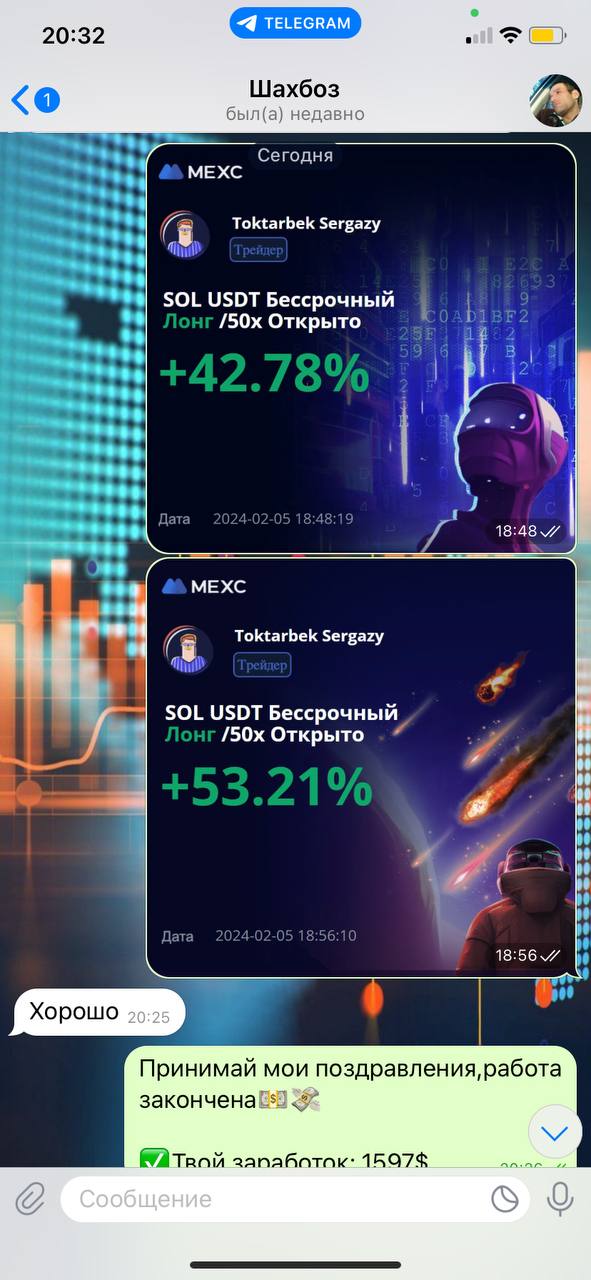 20:32
TELEGRAM
1
Шахбоз
был(а) недавно
Сегодня
MEXC
Toktarbek Sergazy
Трейдер
SOL USDT Бессрочный
Лонг /50x Открыто
+42.78%
Дата 2024-02-05 18:48:19
18:48
MEXC
Toktarbek Sergazy
Трейдер
SOL USDT Бессрочный
Лонг /50x Открыто
+53.21%
Дата 2024-02-05 18:56:10
18:56
Хорошо 20:25
Принимай мои поздравления,работа
закончена💵💸
✅Твой заработок: 1597$
20:26
Сообщение